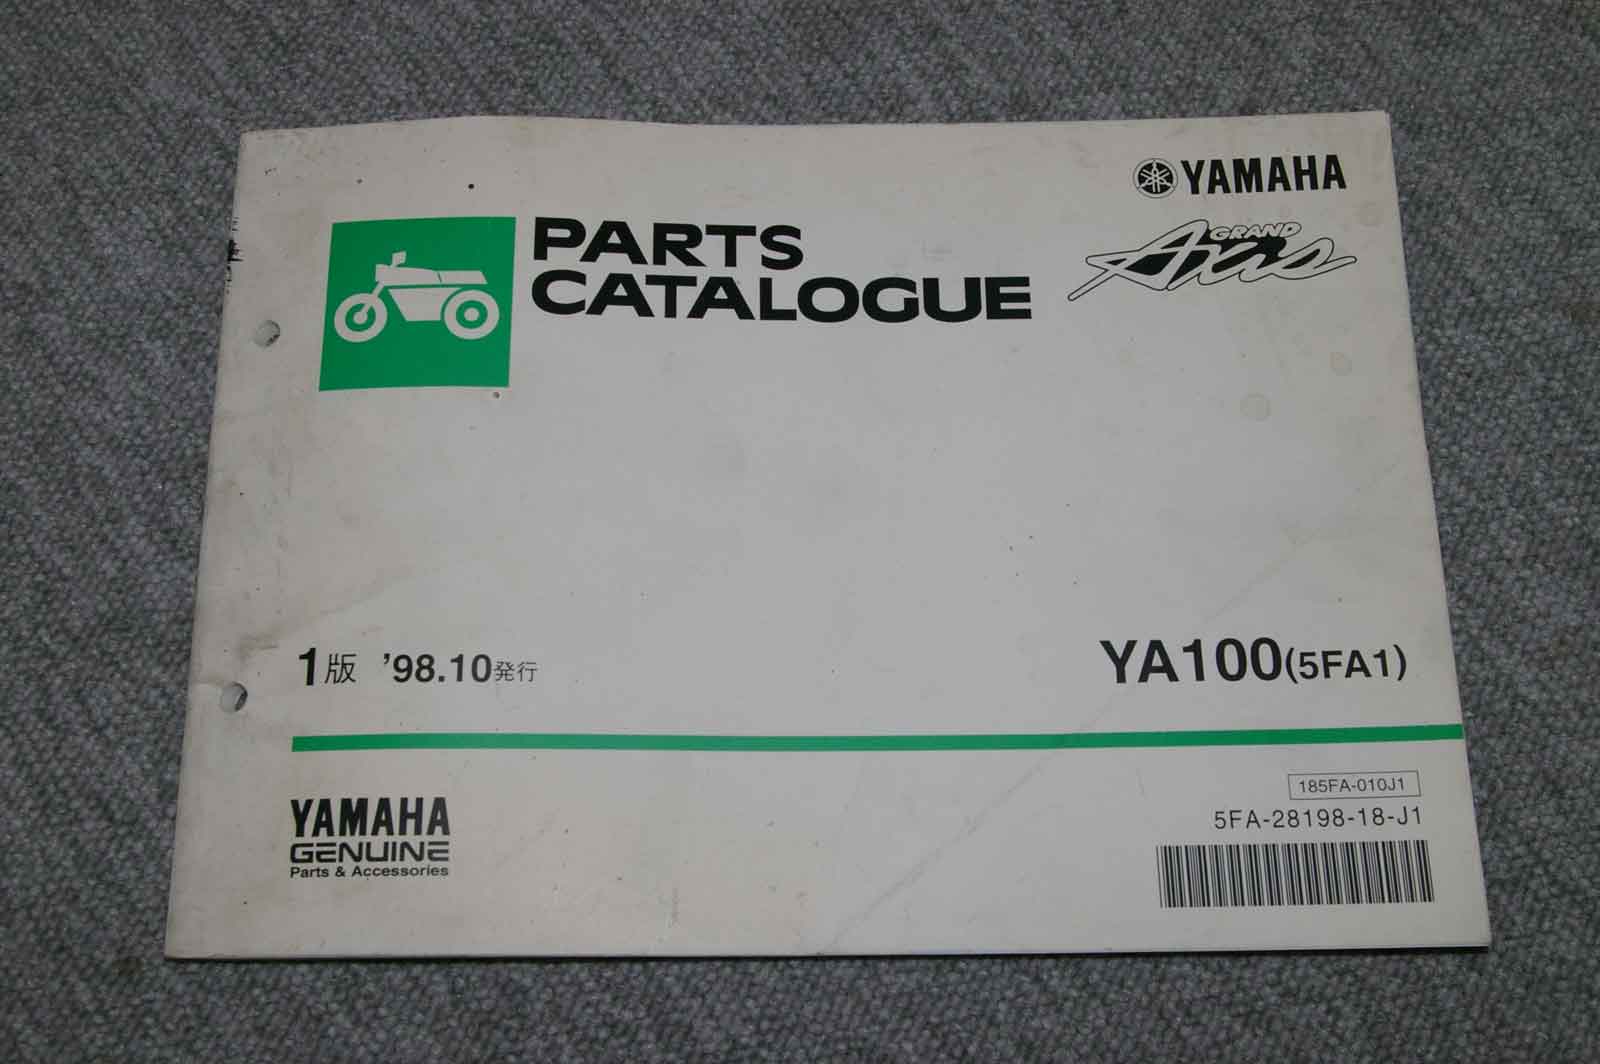 YAMAHA
GRAND
Axis
PARTS
CATALOGUE
1版 '98.10発行
YA100(5FA1)
185FA-010J1
5FA-28198-18-J1
YAMAHA
GENUINE
Parts & Accessories